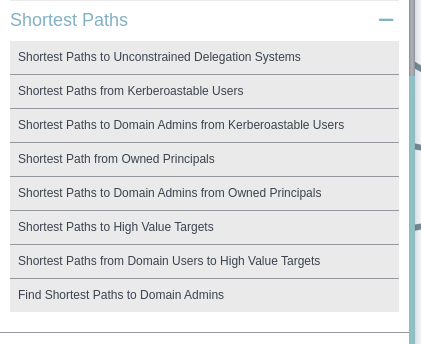 Shortest Paths
Shortest Paths to Unconstrained Delegation Systems
Shortest Paths from Kerberoastable Users
Shortest Paths to Domain Admins from Kerberoastable Users
Shortest Path from Owned Principals
Shortest Paths to Domain Admins from Owned Principals
Shortest Paths to High Value Targets
Shortest Paths from Domain Users to High Value Targets
Find Shortest Paths to Domain Admins